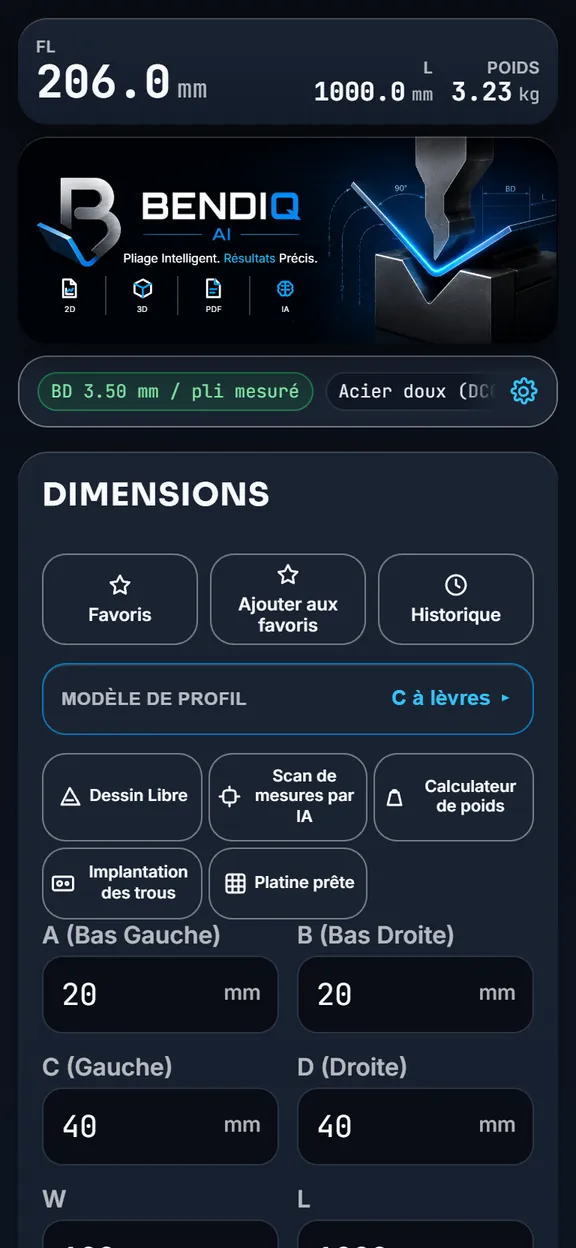 FL
206.0 mm
L
1000.0 mm
POIDS
3.23 kg
BENDIQ
AI
Pliage Intelligent. Résultats Précis.
2D
3D
PDF
IA
90°
BD
L
BD 3.50 mm / pli mesuré
Acier doux (DC
DIMENSIONS
Favoris
Ajouter aux
favoris
Historique
MODÈLE DE PROFIL
C à lèvres ▸
Dessin Libre
Scan de
mesures par
IA
Calculateur
de poids
Implantation
des trous
Platine prête
A (Bas Gauche)
B (Bas Droite)
20 mm
20 mm
C (Gauche)
D (Droite)
40 mm
40 mm
W
L